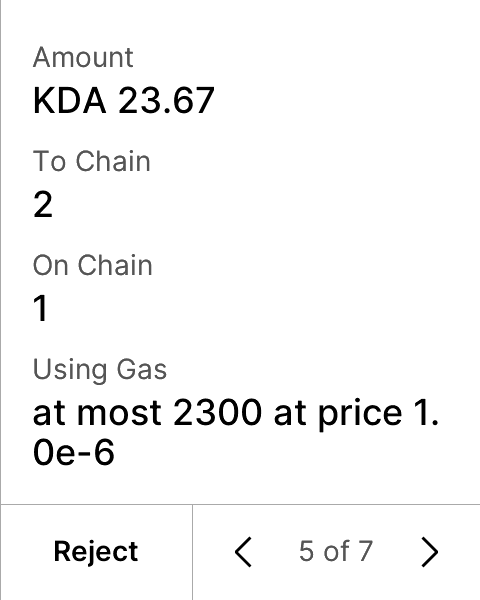 Amount
KDA 23.67
To Chain
2
On Chain
1
Using Gas
at most 2300 at price 1.
0e-6
Reject
5 of 7